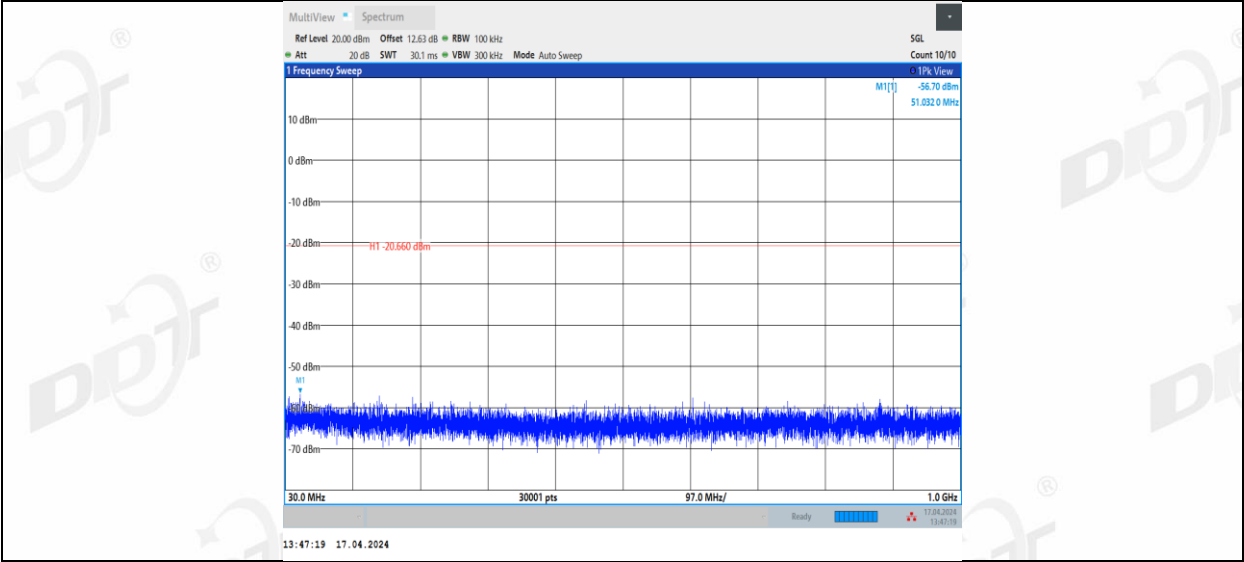 MultiView Spectrum
Ref Level 20.00 dBm Offset 12.63 dB RBW 100 kHz SGL
Att 20 dB SWT 30.1 ms VBW 300 kHz Mode Auto Sweep Count 10/10
1 Frequency Sweep 1Pk View
M1[1] -56.70 dBm
51.032 0 MHz
10 dBm
0 dBm
-10 dBm
-20 dBm
H1 -20.660 dBm
-30 dBm
-40 dBm
-50 dBm
M1
-70 dBm
30.0 MHz 30001 pts 97.0 MHz/ 1.0 GHz
Ready 17.04.2024
13:47:19
13:47:19 17.04.2024
DDT ®
DDT ®
DDT ®
DDT
®
®